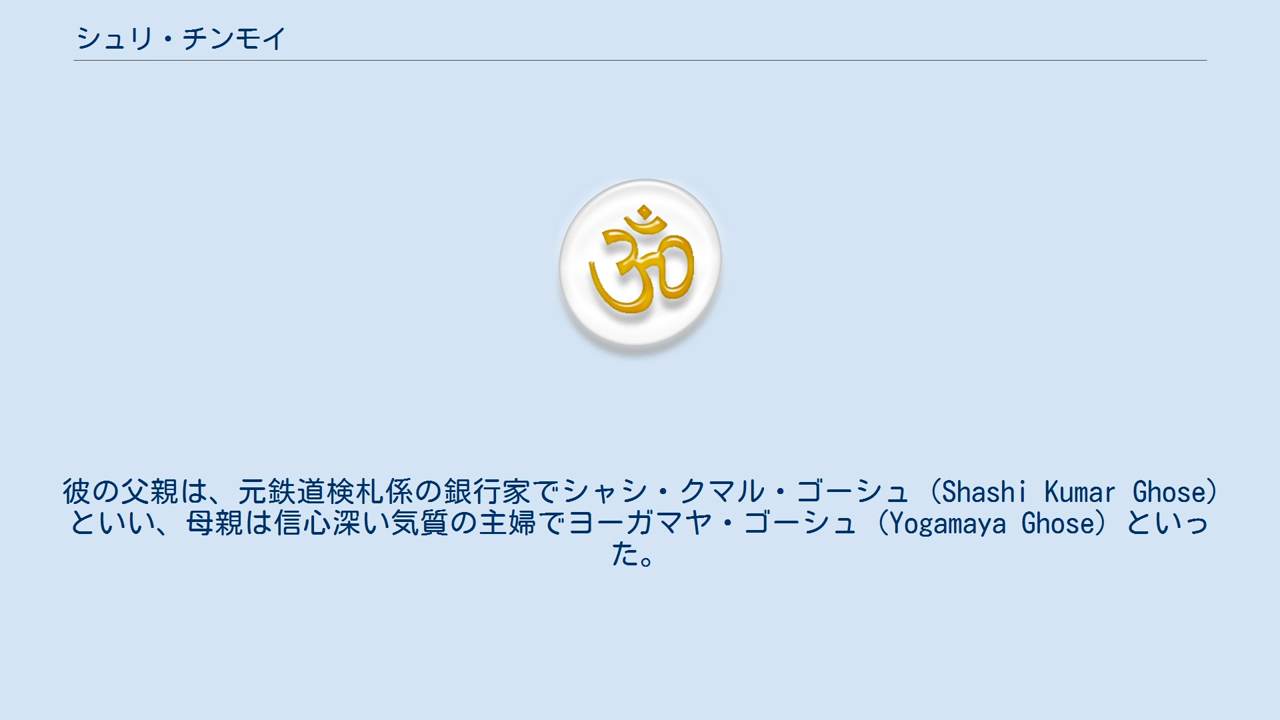 シュリ・チンモイ
彼の父親は、元鉄道検札係の銀行家でシャシ・クマル・ゴーシュ（Shashi Kumar Ghose）
といい、母親は信心深い気質の主婦でヨーガマヤ・ゴーシュ（Yogamaya Ghose）といっ
た。